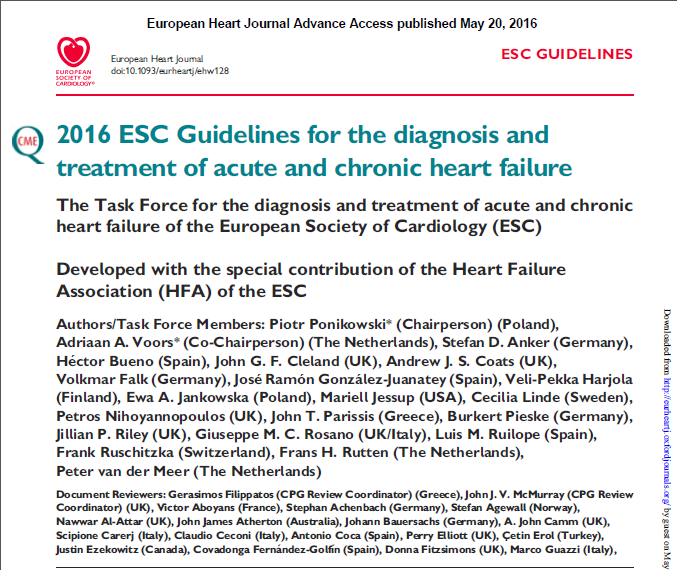 European Heart Journal Advance Access published May 20, 2016
EUROPEAN
SOCIETY OF
CARDIOLOGY®
European Heart Journal
doi:10.1093/eurheartj/ehw128
ESC GUIDELINES
CME
2016 ESC Guidelines for the diagnosis and
treatment of acute and chronic heart failure
The Task Force for the diagnosis and treatment of acute and chronic
heart failure of the European Society of Cardiology (ESC)
Developed with the special contribution of the Heart Failure
Association (HFA) of the ESC
Authors/Task Force Members: Piotr Ponikowski* (Chairperson) (Poland),
Adriaan A. Voors* (Co-Chairperson) (The Netherlands), Stefan D. Anker (Germany),
Héctor Bueno (Spain), John G. F. Cleland (UK), Andrew J. S. Coats (UK),
Volkmar Falk (Germany), José Ramón González-Juanatey (Spain), Veli-Pekka Harjola
(Finland), Ewa A. Jankowska (Poland), Mariell Jessup (USA), Cecilia Linde (Sweden),
Petros Nihoyannopoulos (UK), John T. Parissis (Greece), Burkert Pieske (Germany),
Jillian P. Riley (UK), Giuseppe M. C. Rosano (UK/Italy), Luis M. Ruilope (Spain),
Frank Ruschitzka (Switzerland), Frans H. Rutten (The Netherlands),
Peter van der Meer (The Netherlands)
Document Reviewers: Gerasimos Filippatos (CPG Review Coordinator) (Greece), John J. V. McMurray (CPG Review
Coordinator) (UK), Victor Aboyans (France), Stephan Achenbach (Germany), Stefan Agewall (Norway),
Nawwar Al-Attar (UK), John James Atherton (Australia), Johann Bauersachs (Germany), A. John Camm (UK),
Scipione Carerj (Italy), Claudio Ceconi (Italy), Antonio Coca (Spain), Perry Elliott (UK), Çetin Erol (Turkey),
Justin Ezekowitz (Canada), Covadonga Fernández-Golfín (Spain), Donna Fitzsimons (UK), Marco Guazzi (Italy),
Downloaded from http://eurheartj.oxfordjournals.org/ by guest on May